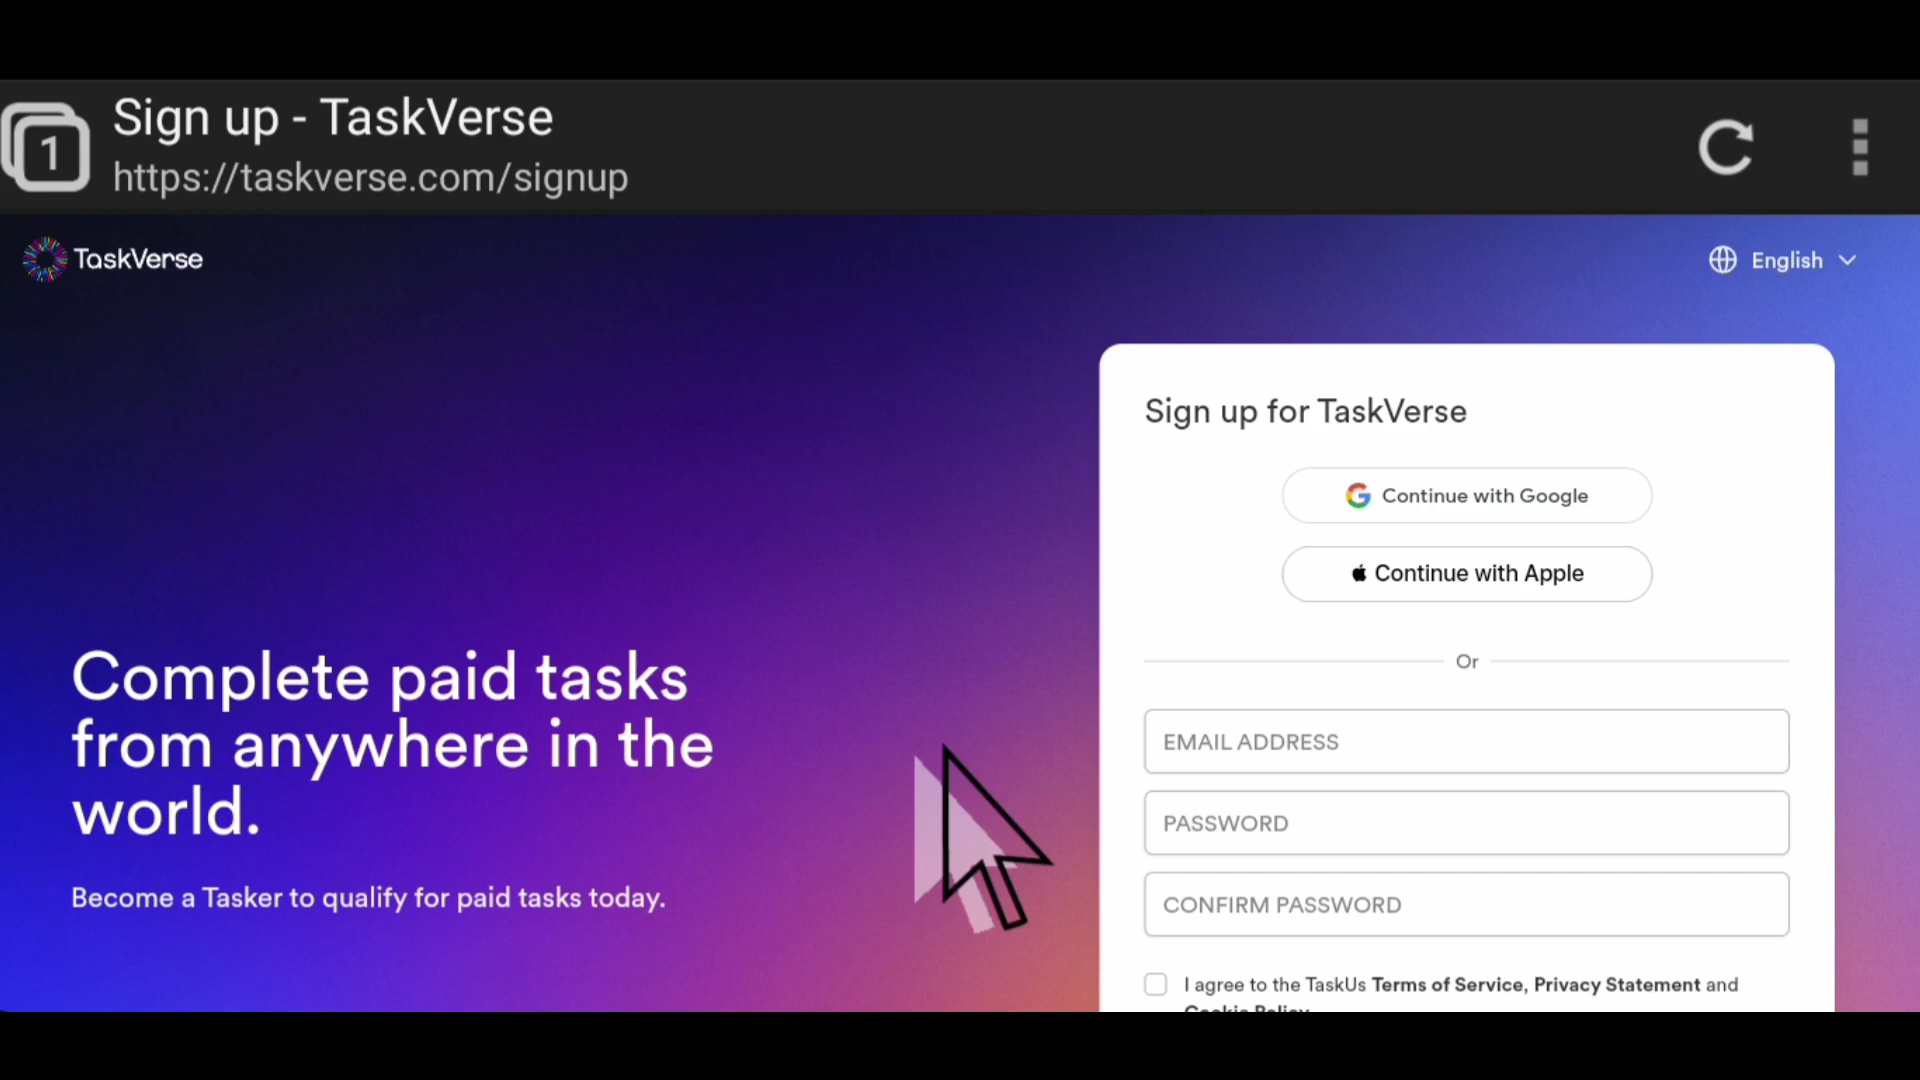 1
Sign up - TaskVerse
https://taskverse.com/signup
TaskVerse
English
Complete paid tasks
from anywhere in the
world.
Become a Tasker to qualify for paid tasks today.
Sign up for TaskVerse
Continue with Google
Continue with Apple
Or
EMAIL ADDRESS
PASSWORD
CONFIRM PASSWORD
I agree to the TaskUs Terms of Service, Privacy Statement and
Cookie Policy